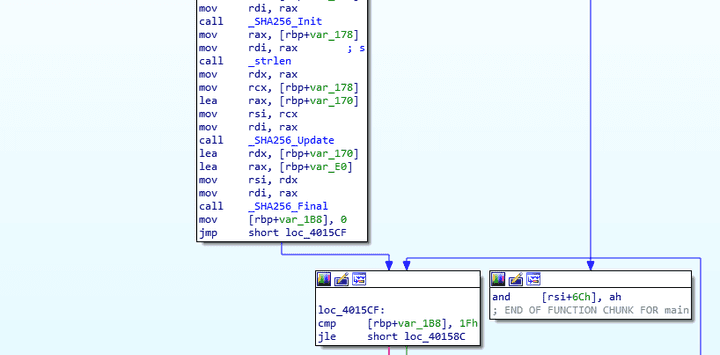 mov rdi, rax
call _SHA256_Init
mov rax, [rbp+var_178]
mov rdi, rax ; s
call _strlen
mov rdx, rax
mov rcx, [rbp+var_178]
lea rax, [rbp+var_170]
mov rsi, rcx
mov rdi, rax
call _SHA256_Update
lea rdx, [rbp+var_170]
lea rax, [rbp+var_E0]
mov rsi, rdx
mov rdi, rax
call _SHA256_Final
mov [rbp+var_1B8], 0
jmp short loc_4015CF
loc_4015CF:
cmp [rbp+var_1B8], 1Fh
jle short loc_40158C
and [rsi+6Ch], ah
; END OF FUNCTION CHUNK FOR main